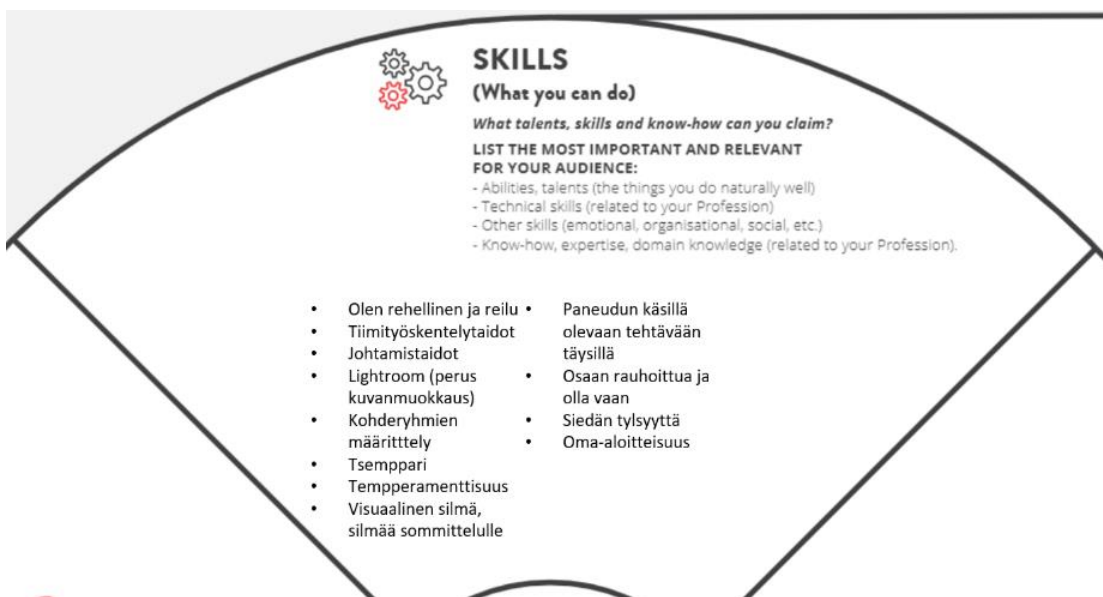 SKILLS
(What you can do)
What talents, skills and know-how can you claim?
LIST THE MOST IMPORTANT AND RELEVANT
FOR YOUR AUDIENCE:
- Abilities, talents (the things you do naturally well)
- Technical skills (related to your Profession)
- Other skills (emotional, organisational, social, etc.)
- Know-how, expertise, domain knowledge (related to your Profession).
• Olen rehellinen ja reilu
• Tiimityöskentelytaidot
• Johtamistaidot
• Lightroom (perus
kuvanmuokkaus)
• Kohderyhmien
määritttely
• Tsemppari
• Tempperamenttisuus
• Visuaalinen silmä,
silmää sommittelulle
• Paneudun käsillä
olevaan tehtävään
täysillä
• Osaan rauhoittua ja
olla vaan
• Siedän tylsyyttä
• Oma-aloitteisuus